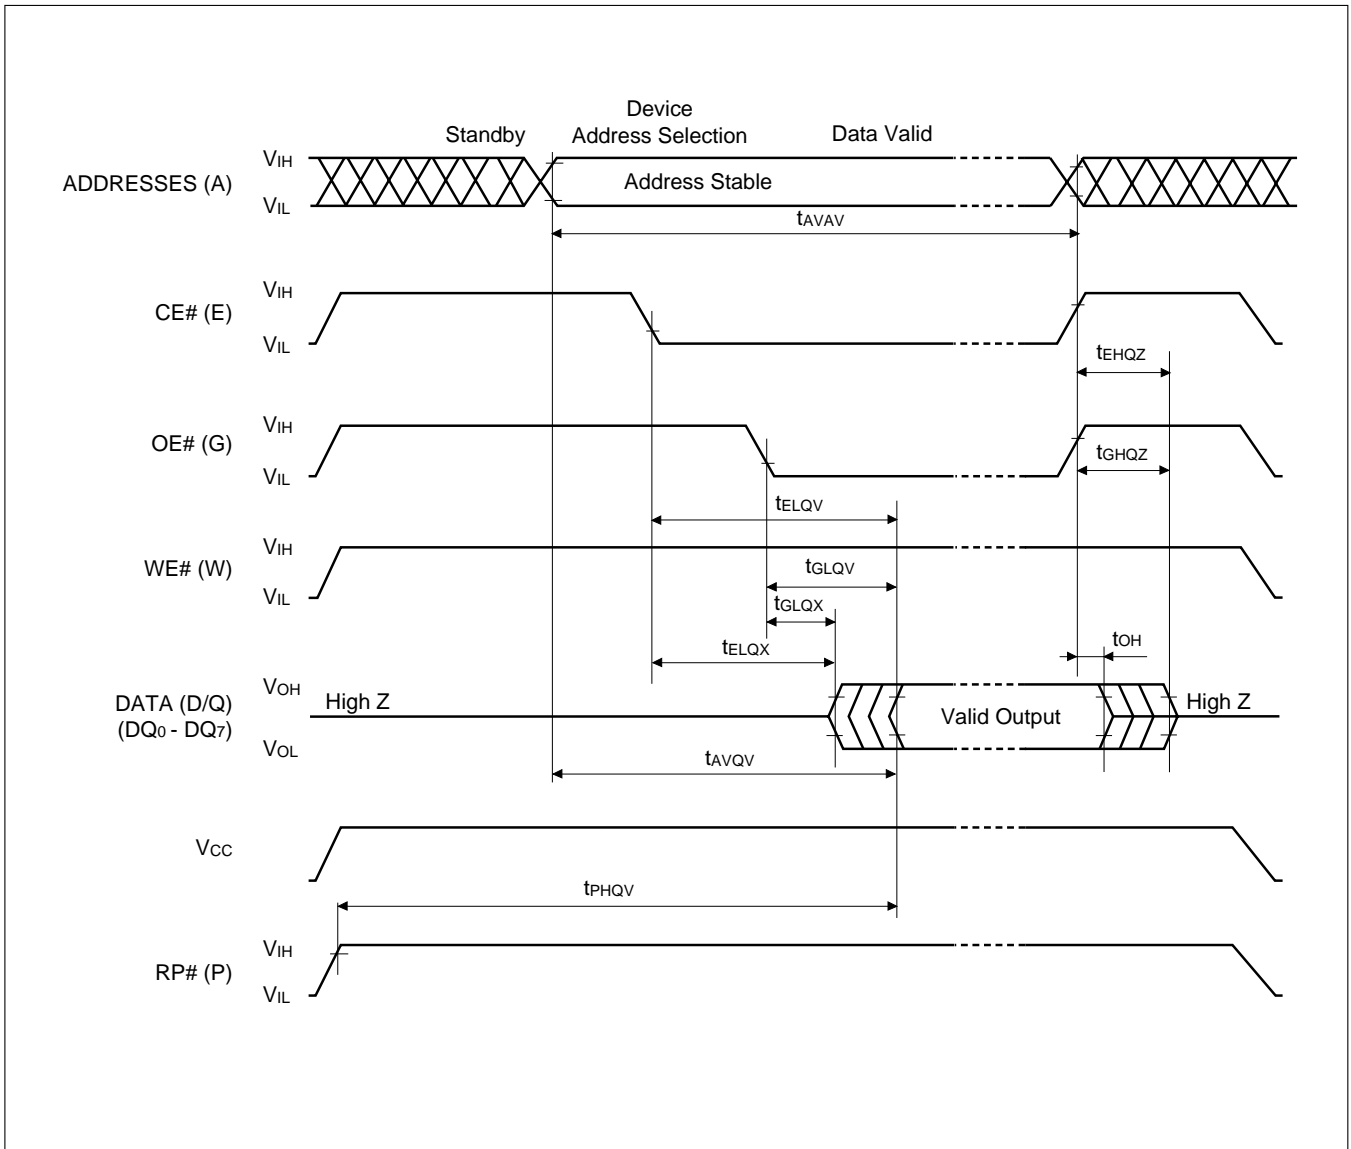 Device
Standby Address Selection Data Valid
VIH
ADDRESSES (A) Address Stable
VIL
tAVAV
VIH
CE# (E)
VIL
tEHQZ
VIH
OE# (G)
tGHQZ
VIL
tELQV
VIH
WE# (W)
tGLQV
VIL
tGLQX
tELQX
tOH
VOH
High Z
DATA (D/Q) Valid Output High Z
(DQ0 - DQ7)
VOL
tAVQV
VCC
tPHQV
VIH
RP# (P)
VIL